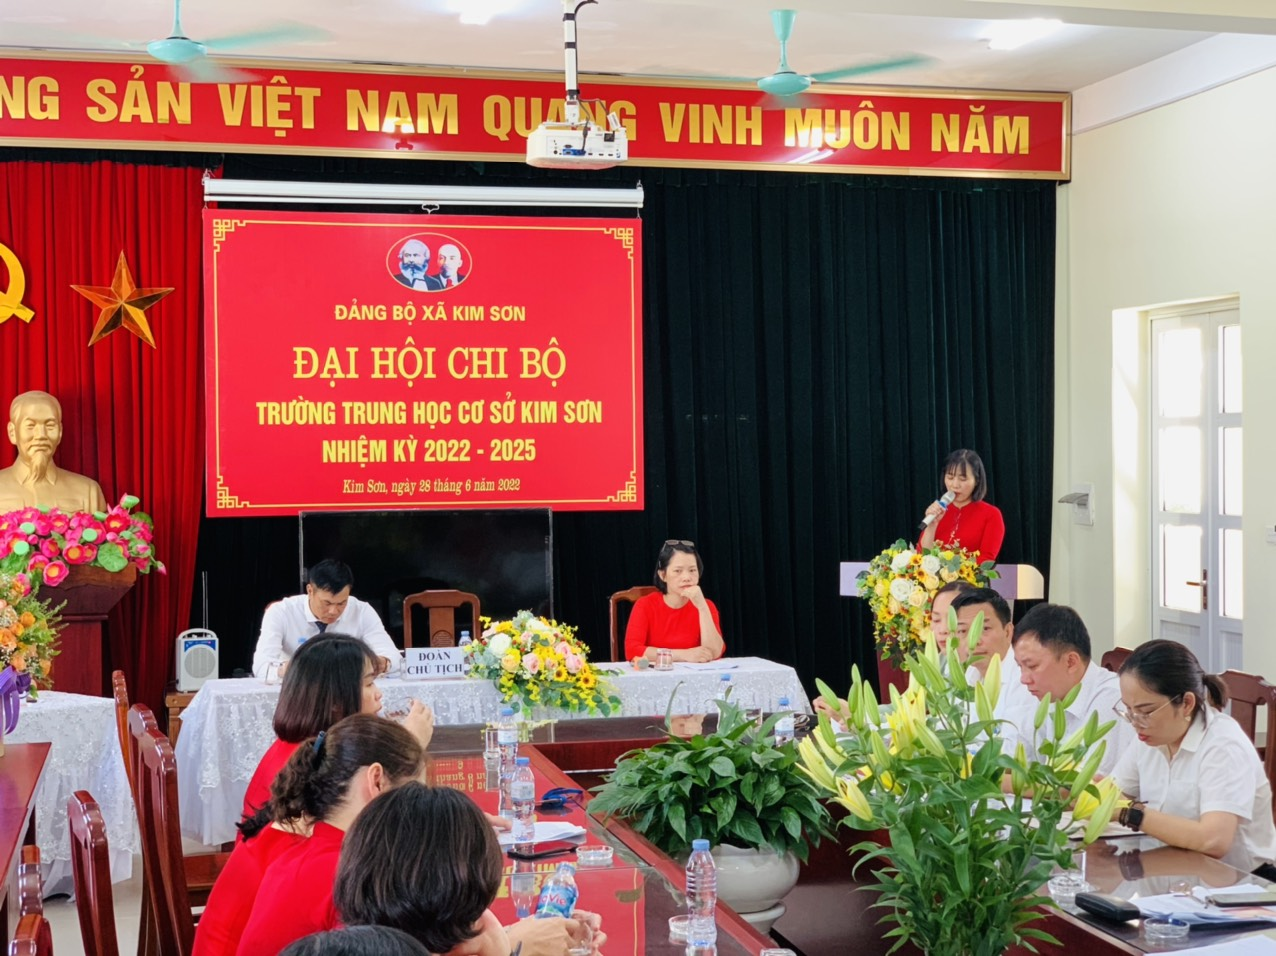 NG SẢN VIỆT NAM QUANG VINH MUÔN NĂM
ĐẢNG BỘ XÃ KIM SƠN
ĐẠI HỘI CHI BỘ
TRƯỜNG TRUNG HỌC CƠ SỞ KIM SƠN
NHIỆM KỲ 2022 - 2025
Kim Sơn, ngày 28 tháng 6 năm 2022
ĐOÀN
CHỦ TỊCH